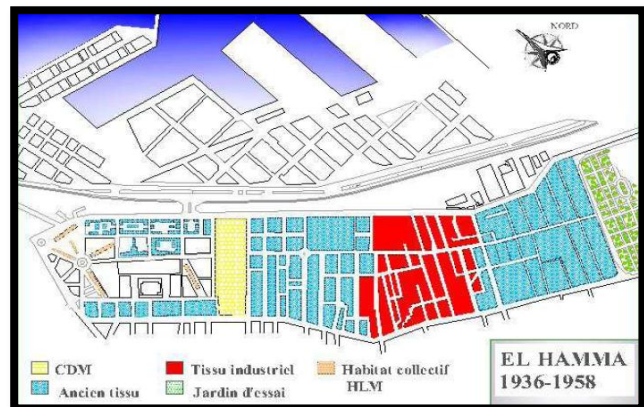 NORD
CDM
Tissu industriel
Habitat collectif
HLM
Ancien tissu
Jardin d'essai
EL HAMMA
1936-1958